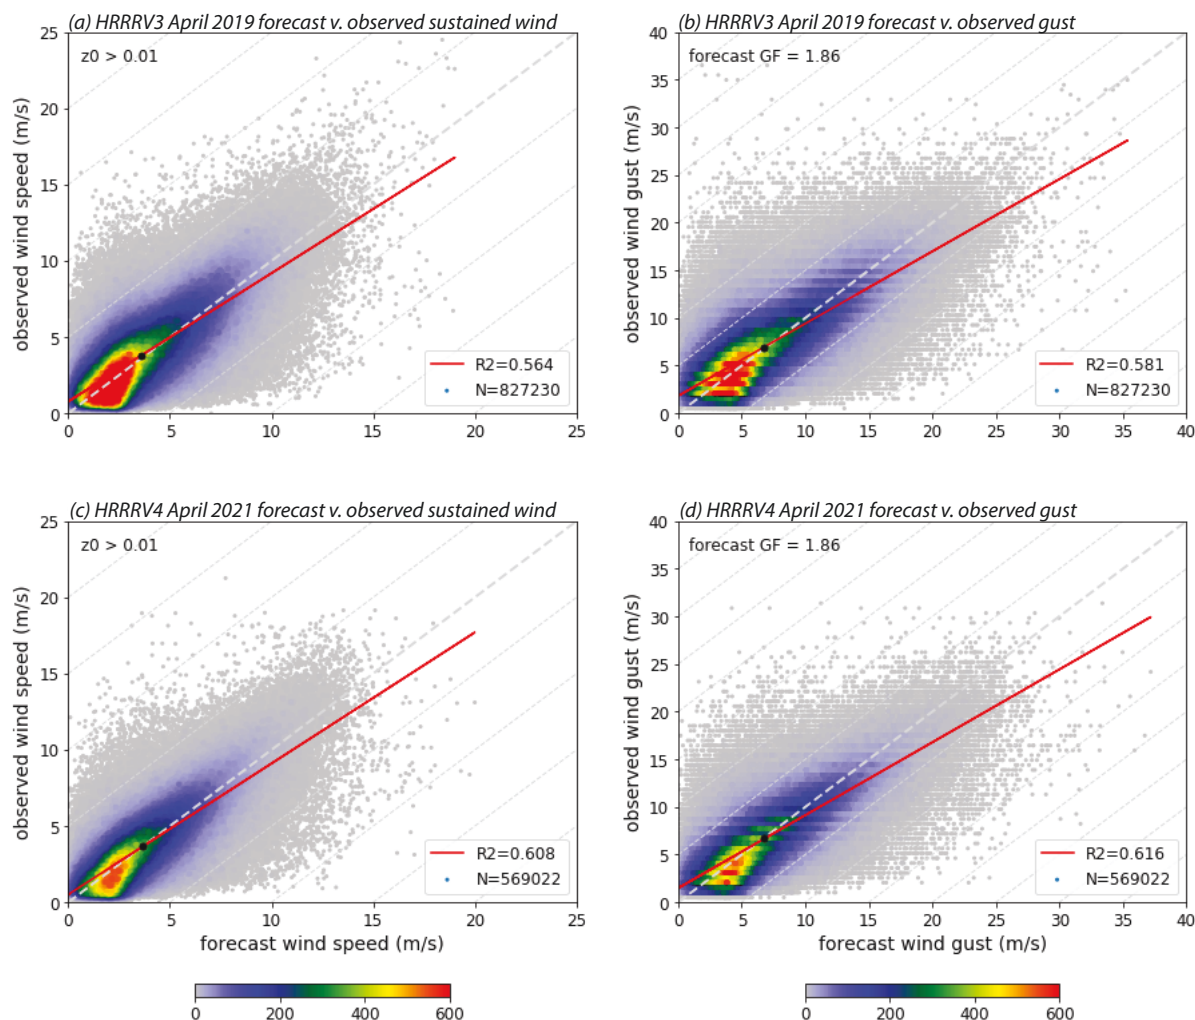 (a) HRRRV3 April 2019 forecast v. observed sustained wind
z0 > 0.01
observed wind speed (m/s)
25
20
15
10
5
0
0 5 10 15 20 25
R2=0.564
N=827230
(b) HRRRV3 April 2019 forecast v. observed gust
forecast GF = 1.86
observed wind gust (m/s)
40
35
30
25
20
15
10
5
0
0 5 10 15 20 25 30 35 40
R2=0.581
N=827230
(c) HRRRV4 April 2021 forecast v. observed sustained wind
z0 > 0.01
observed wind speed (m/s)
25
20
15
10
5
0
0 5 10 15 20 25
R2=0.608
N=569022
forecast wind speed (m/s)
(d) HRRRV4 April 2021 forecast v. observed gust
forecast GF = 1.86
observed wind gust (m/s)
40
35
30
25
20
15
10
5
0
0 5 10 15 20 25 30 35 40
R2=0.616
N=569022
forecast wind gust (m/s)
0 200 400 600
0 200 400 600